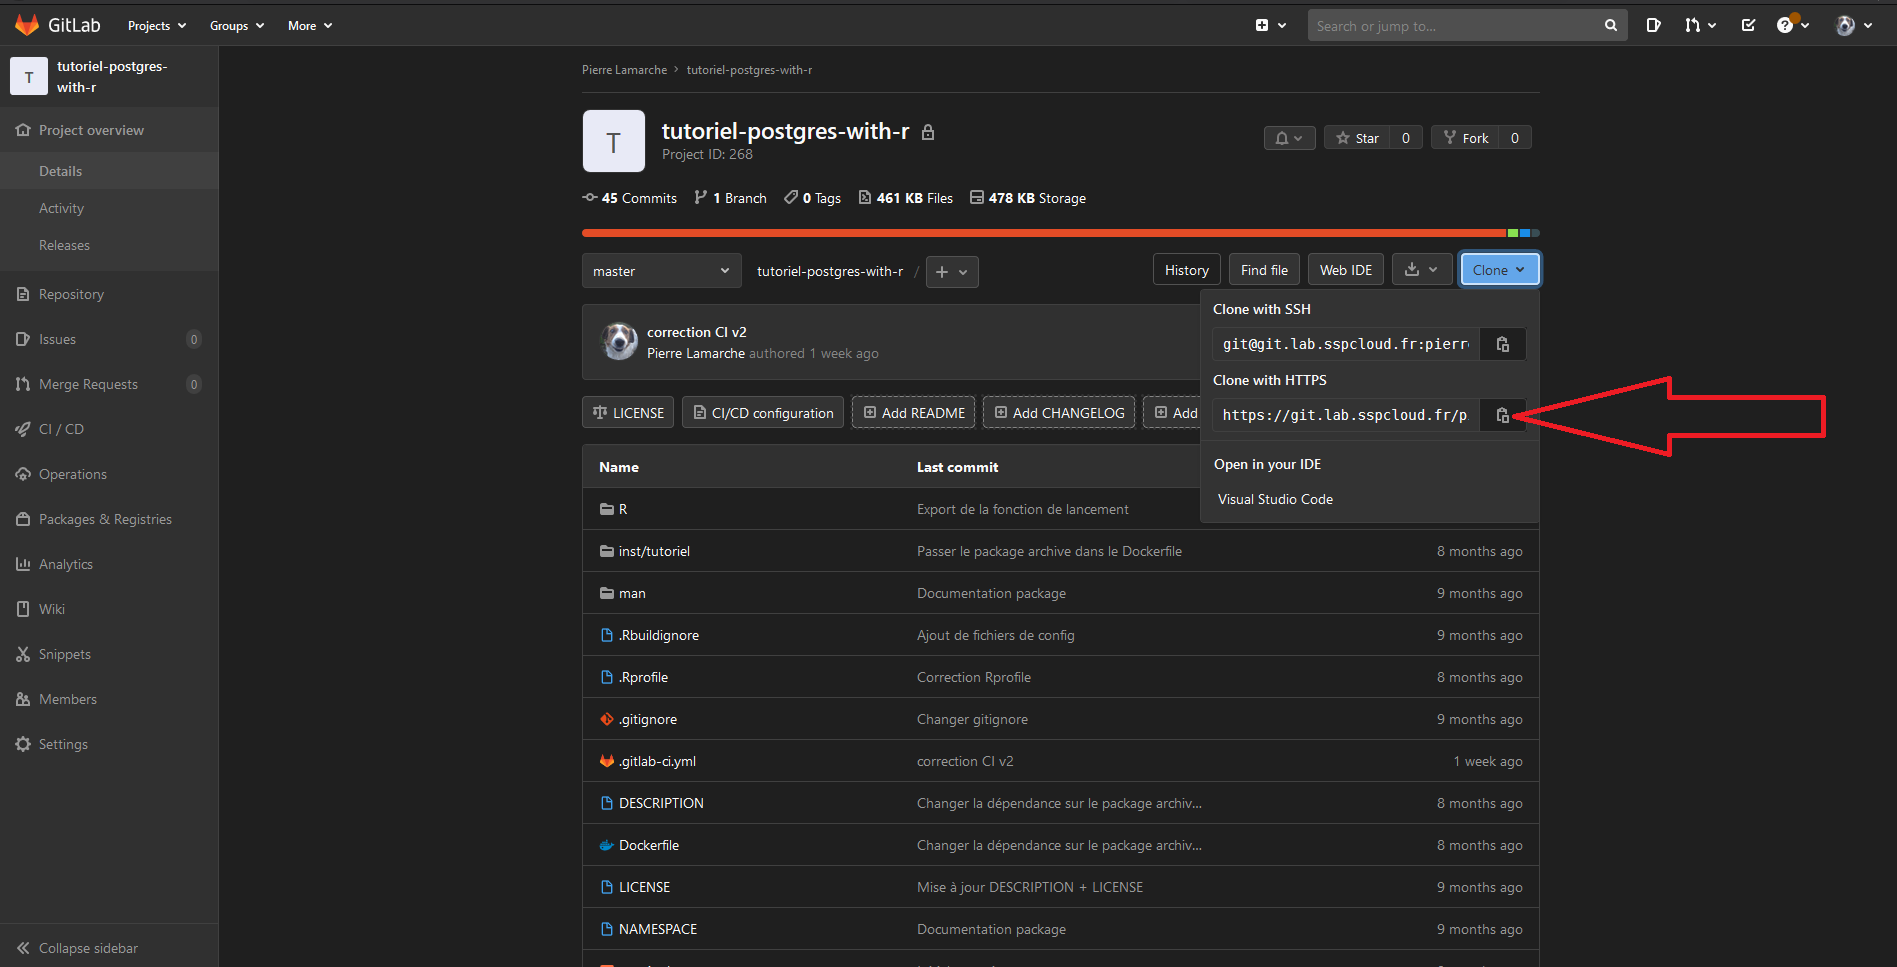 GitLab Projects Groups More Search or jump to...
tutoriel-postgres-
with-r
Project overview
Details
Activity
Releases
Repository
Issues 0
Merge Requests 0
CI / CD
Operations
Packages & Registries
Analytics
Wiki
Snippets
Members
Settings
Collapse sidebar
Pierre Lamarche > tutoriel-postgres-with-r
T
T
tutoriel-postgres-with-r
Project ID: 268
Star 0 Fork 0
45 Commits 1 Branch 0 Tags 461 KB Files 478 KB Storage
master tutoriel-postgres-with-r / + History Find file Web IDE Clone
correction CI v2
Pierre Lamarche authored 1 week ago
Clone with SSH
git@git.lab.sspcloud.fr:pierr
Clone with HTTPS
https://git.lab.sspcloud.fr/p
Open in your IDE
Visual Studio Code
LICENSE CI/CD configuration Add README Add CHANGELOG Add
Name Last commit
R Export de la fonction de lancement
inst/tutoriel Passer le package archive dans le Dockerfile 8 months ago
man Documentation package 9 months ago
.Rbuildignore Ajout de fichiers de config 9 months ago
.Rprofile Correction Rprofile 8 months ago
.gitignore Changer gitignore 9 months ago
.gitlab-ci.yml correction CI v2 1 week ago
DESCRIPTION Changer la dépendance sur le package archiv... 8 months ago
Dockerfile Changer la dépendance sur le package archiv... 8 months ago
LICENSE Mise à jour DESCRIPTION + LICENSE 9 months ago
NAMESPACE Documentation package 9 months ago